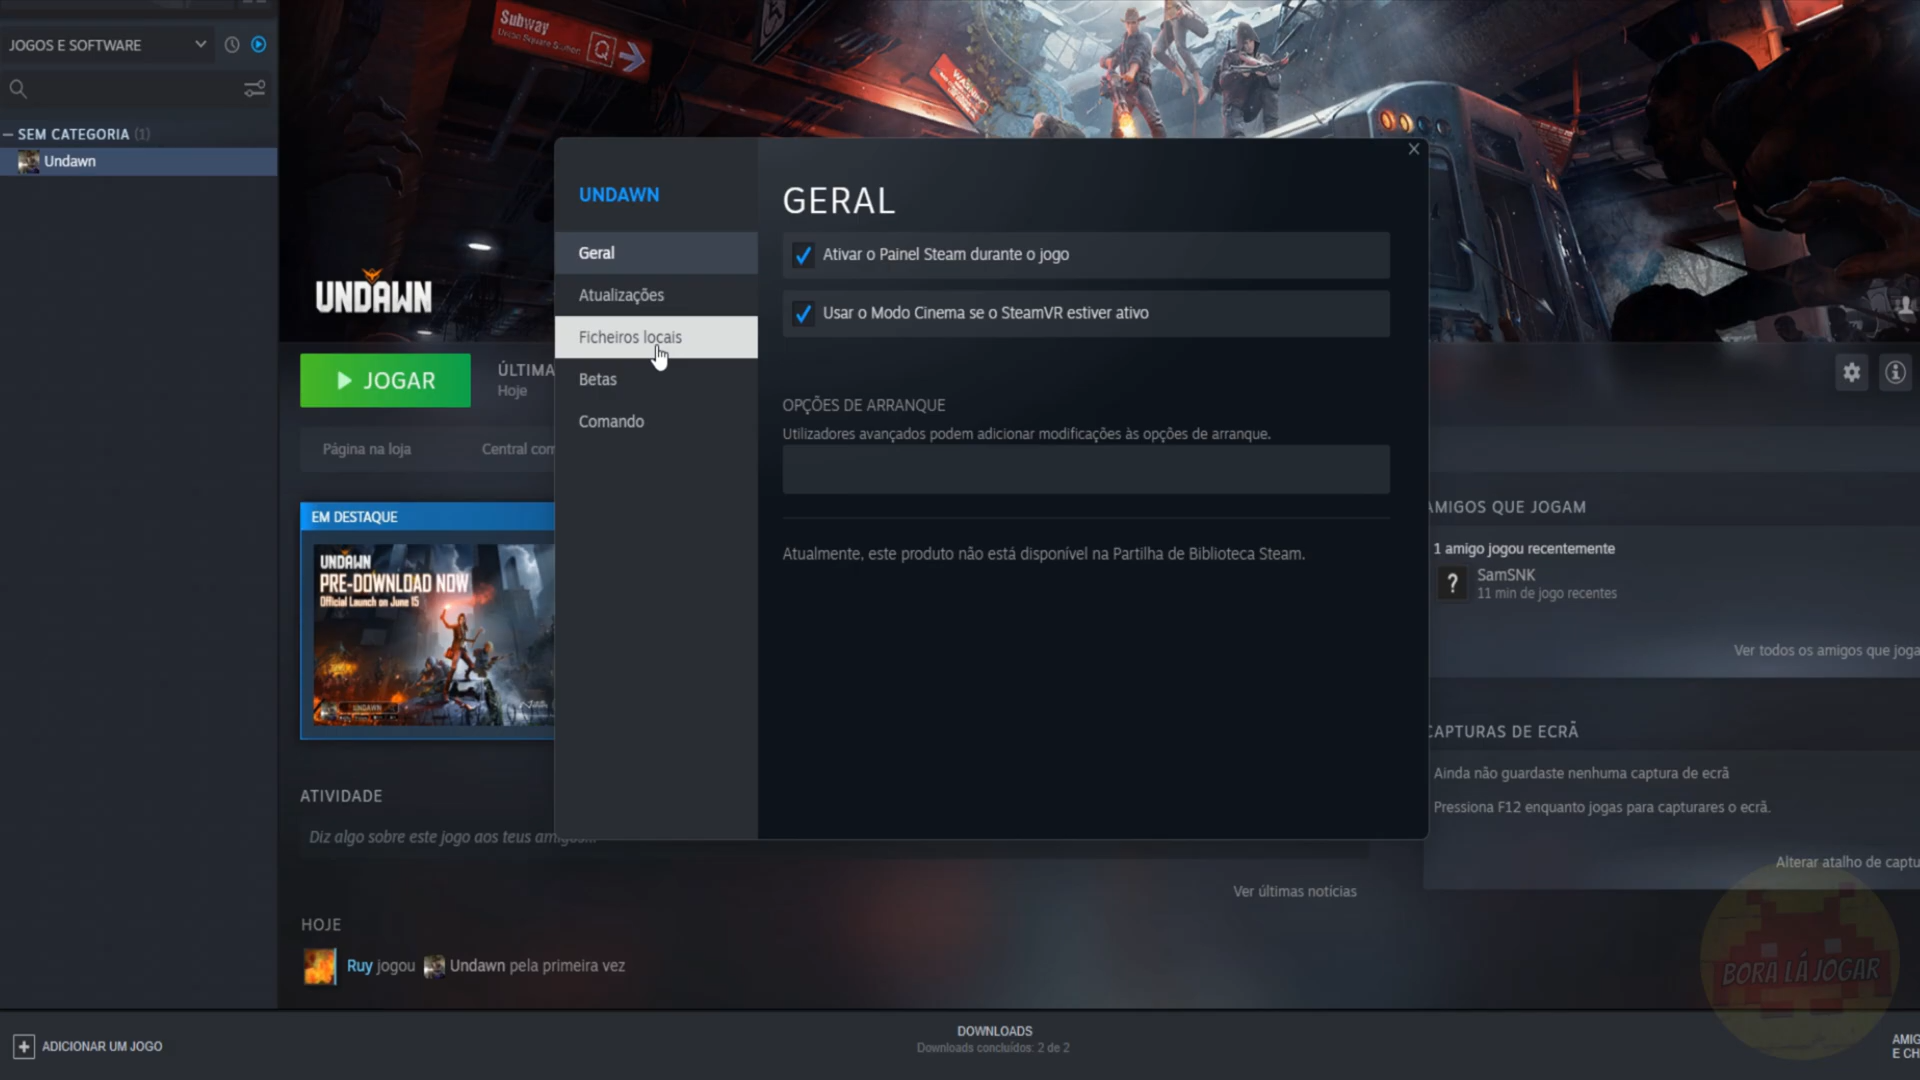 JOGOS E SOFTWARE
SEM CATEGORIA (1)
Undawn
Subway
Union Square Station
Q
UNDAWN
JOGAR
ÚLTIMA
Hoje
Página na loja
Central com
EM DESTAQUE
UNDAWN
PRE-DOWNLOAD NOW
Official Launch on June 15
UNDAWN
ATIVIDADE
Diz algo sobre este jogo aos teus amigos...
HOJE
Ruy jogou Undawn pela primeira vez
UNDAWN
Geral
Atualizações
Ficheiros locais
Betas
Comando
GERAL
Ativar o Painel Steam durante o jogo
Usar o Modo Cinema se o SteamVR estiver ativo
OPÇÕES DE ARRANQUE
Utilizadores avançados podem adicionar modificações às opções de arranque.
Atualmente, este produto não está disponível na Partilha de Biblioteca Steam.
Ver últimas notícias
AMIGOS QUE JOGAM
1 amigo jogou recentemente
?
SamSNK
11 min de jogo recentes
Ver todos os amigos que joga
CAPTURAS DE ECRÃ
Ainda não guardaste nenhuma captura de ecrã
Pressiona F12 enquanto jogas para capturares o ecrã.
Alterar atalho de captu
BORA LÁ JOGAR
ADICIONAR UM JOGO
DOWNLOADS
Downloads concluídos: 2 de 2
AMIG
E CH